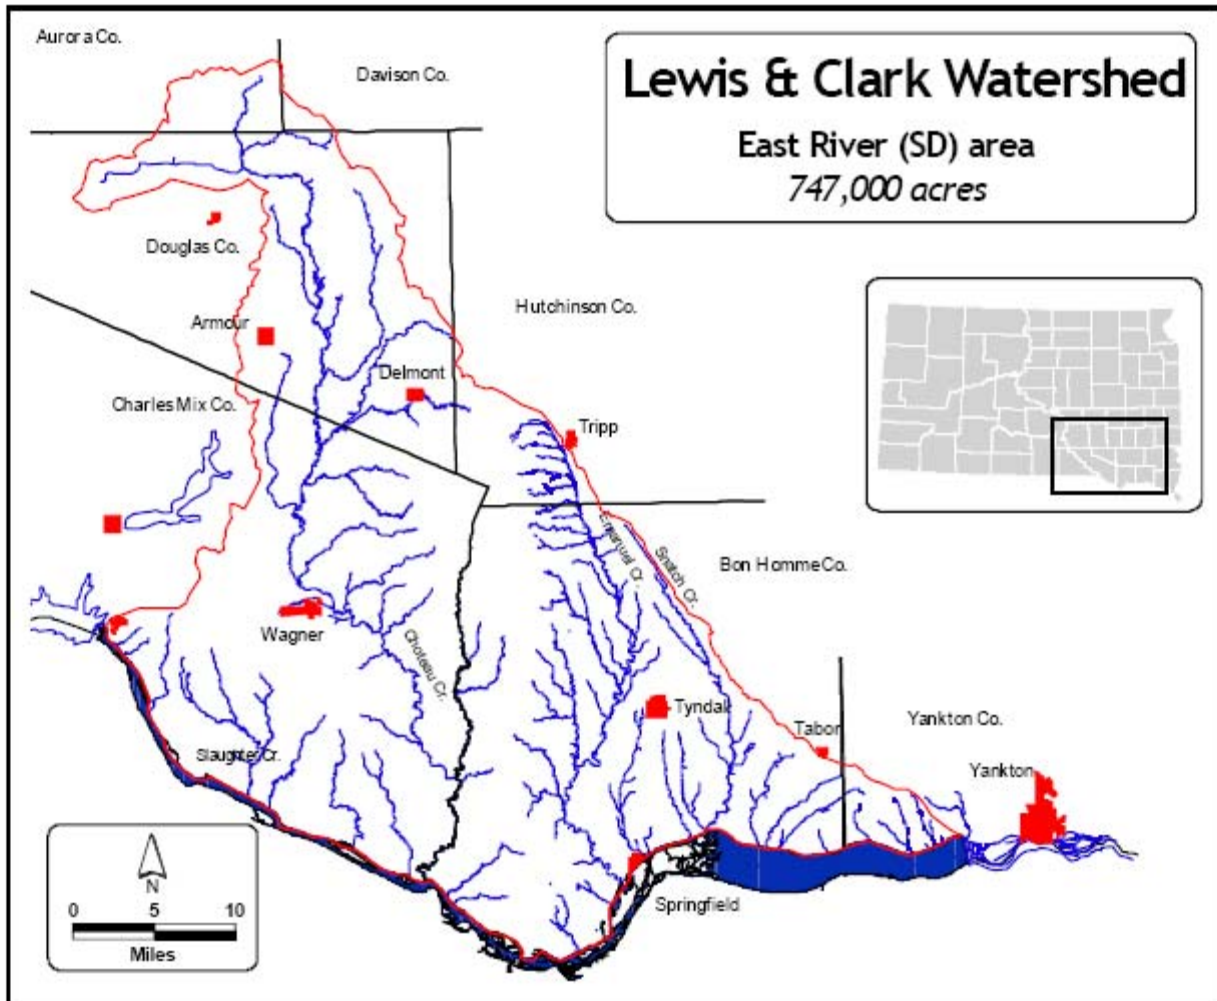 Aurora Co.
Davison Co.
Lewis & Clark Watershed
East River (SD) area
747,000 acres
Douglas Co.
Hutchinson Co.
Armour
Delmont
Charles Mix Co.
Tripp
Emanuel Cr.
Snatch Cr.
Bon Homme Co.
Wagner
Choteau Cr.
Tyndall
Tabor
Yankton Co.
Slaughter Cr.
Yankton
Springfield
N
0 5 10
Miles